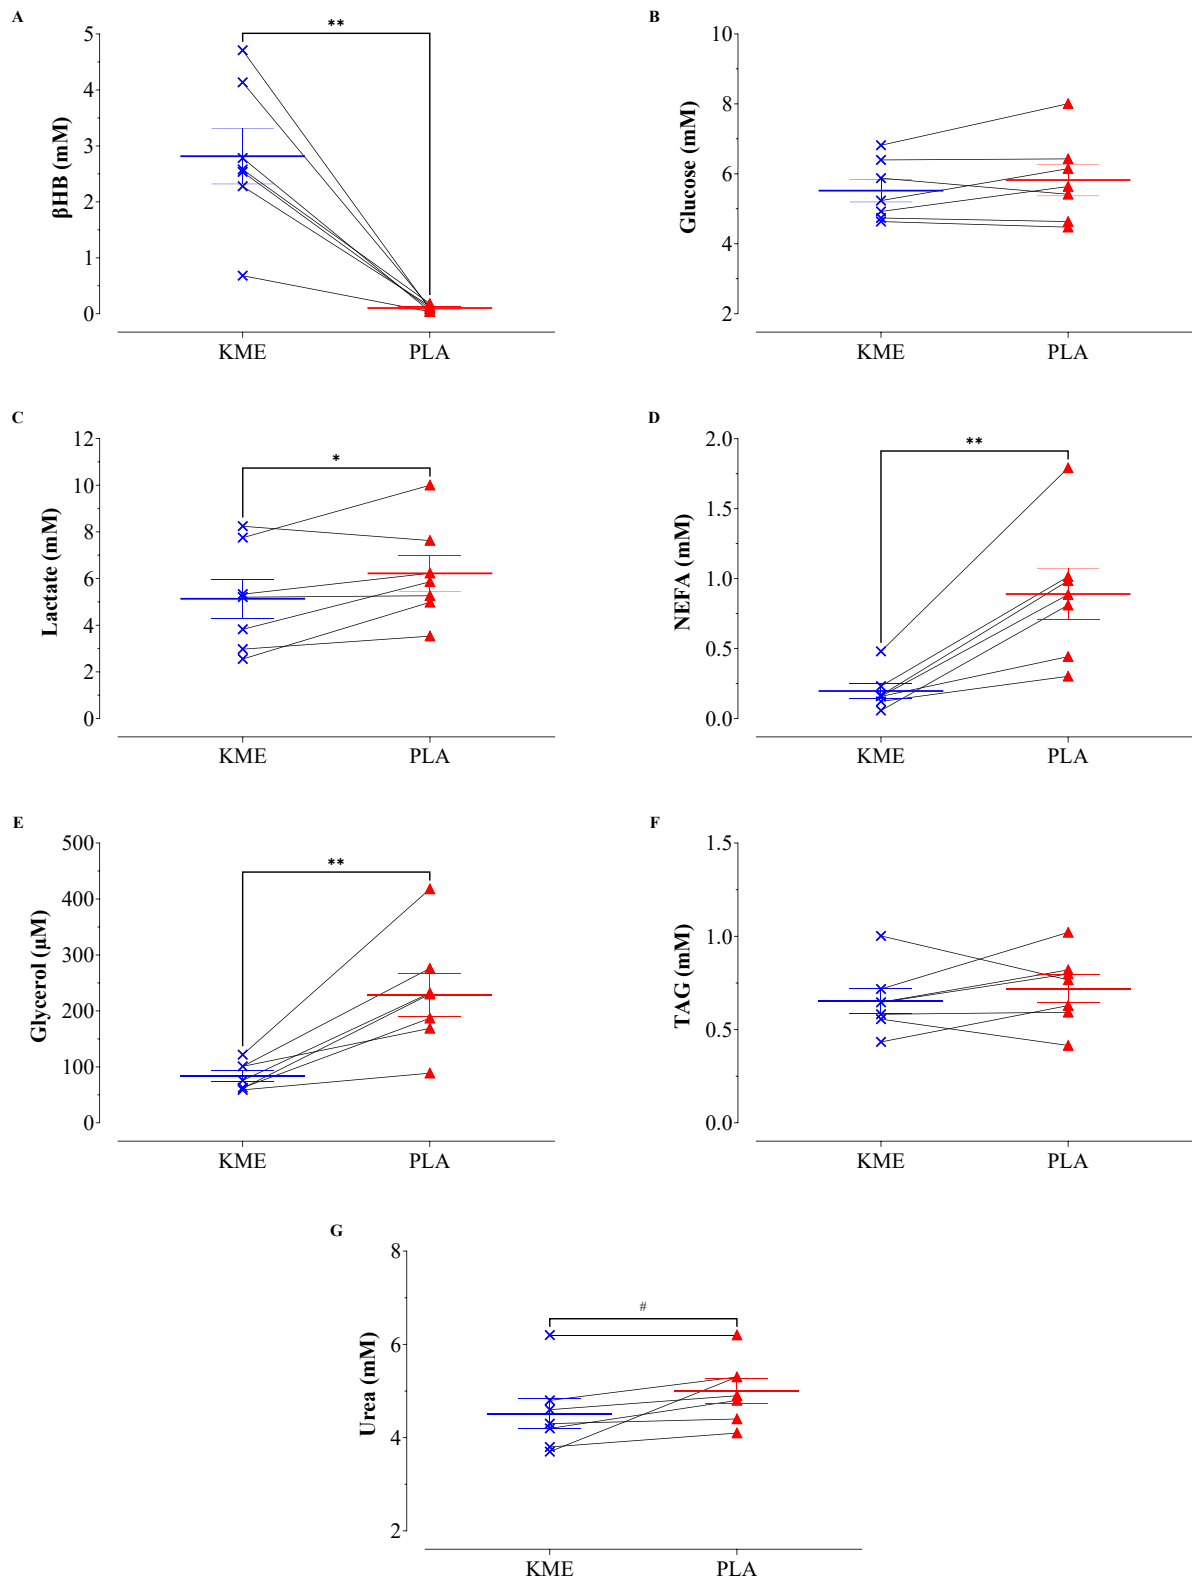 A
B
**
5
4
3
2
1
0
βHB (mM)
KME
PLA
10
8
6
4
2
Glucose (mM)
KME
PLA
C
D
*
12
10
8
6
4
2
0
Lactate (mM)
KME
PLA
**
2.0
1.5
1.0
0.5
0.0
NEFA (mM)
KME
PLA
E
F
**
500
400
300
200
100
0
Glycerol (μM)
KME
PLA
1.5
1.0
0.5
0.0
TAG (mM)
KME
PLA
G
#
8
6
4
2
Urea (mM)
KME
PLA